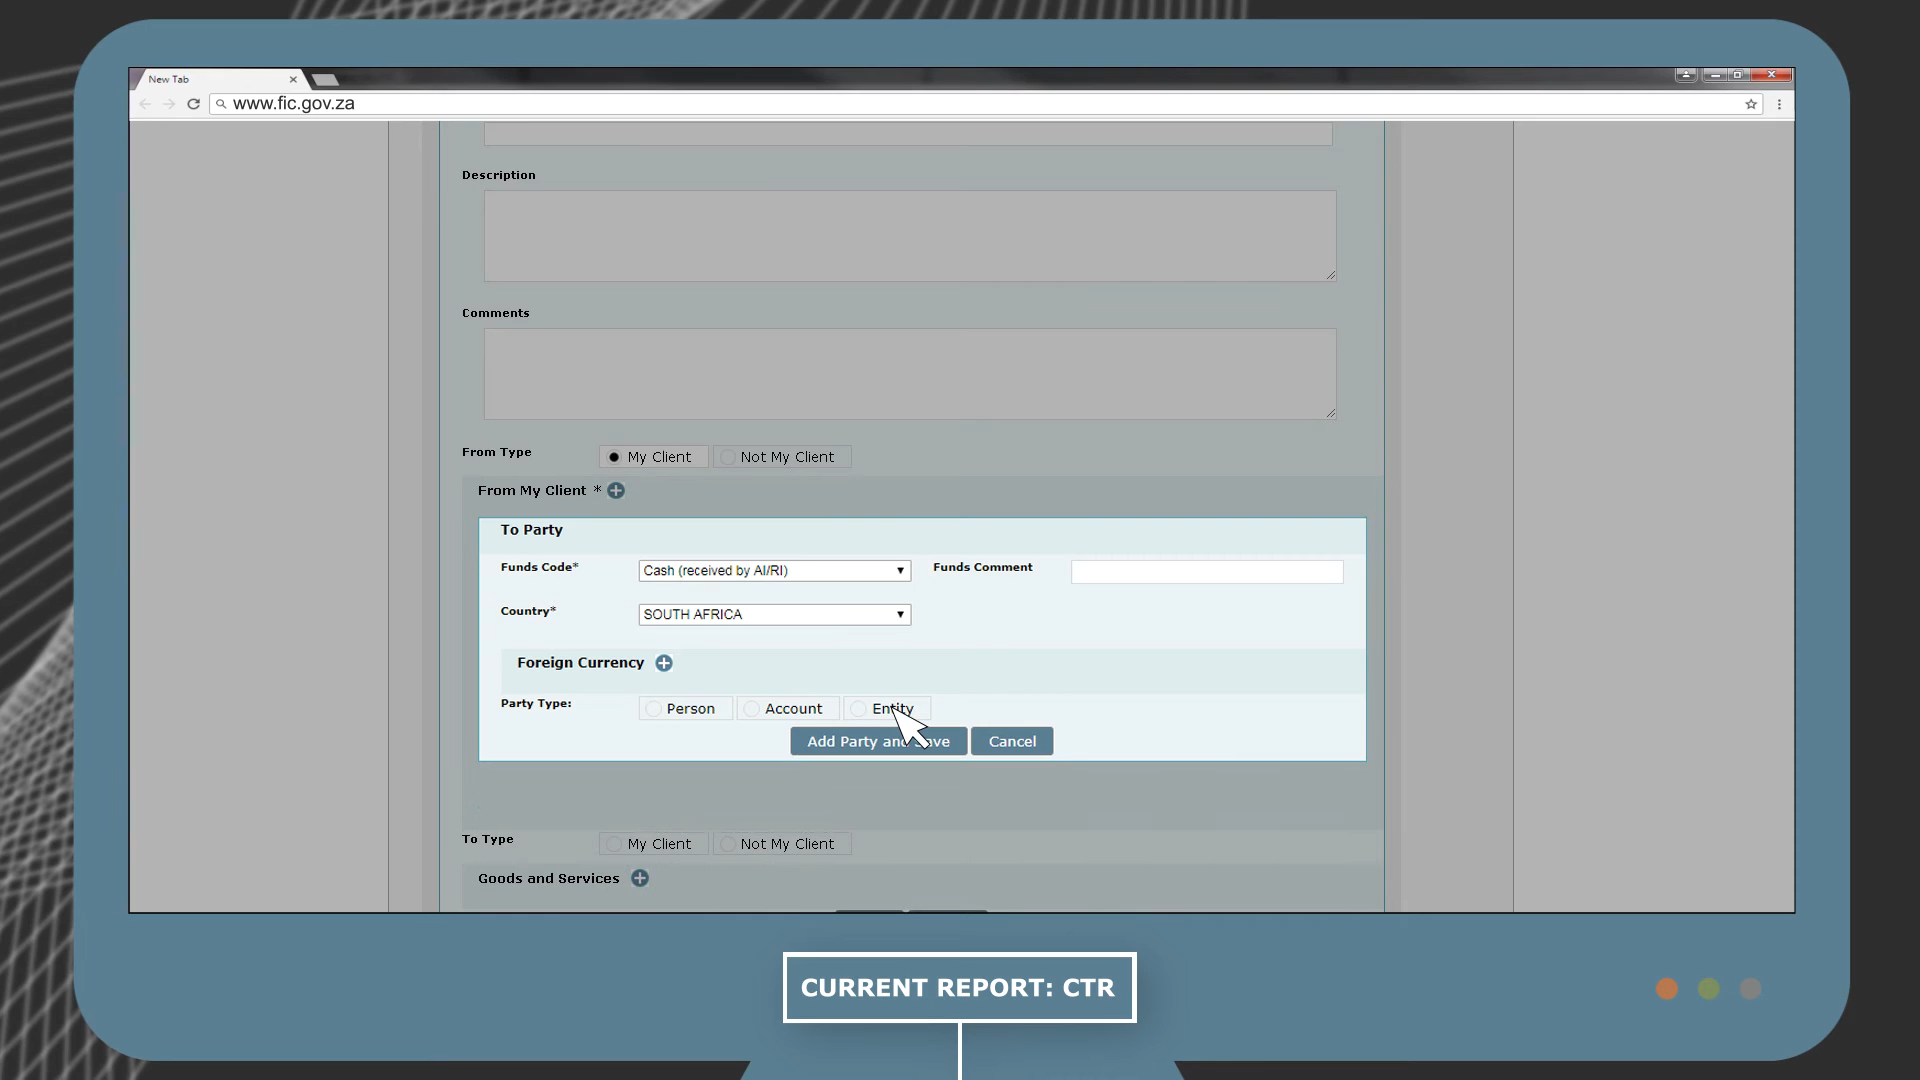 New Tab
www.fic.gov.za
Description
Comments
From Type My Client Not My Client
From My Client *
To Party
Funds Code* Cash (received by AI/RI) Funds Comment
Country* SOUTH AFRICA
Foreign Currency
Party Type: Person Account Entity
Add Party and Save Cancel
To Type My Client Not My Client
Goods and Services
CURRENT REPORT: CTR